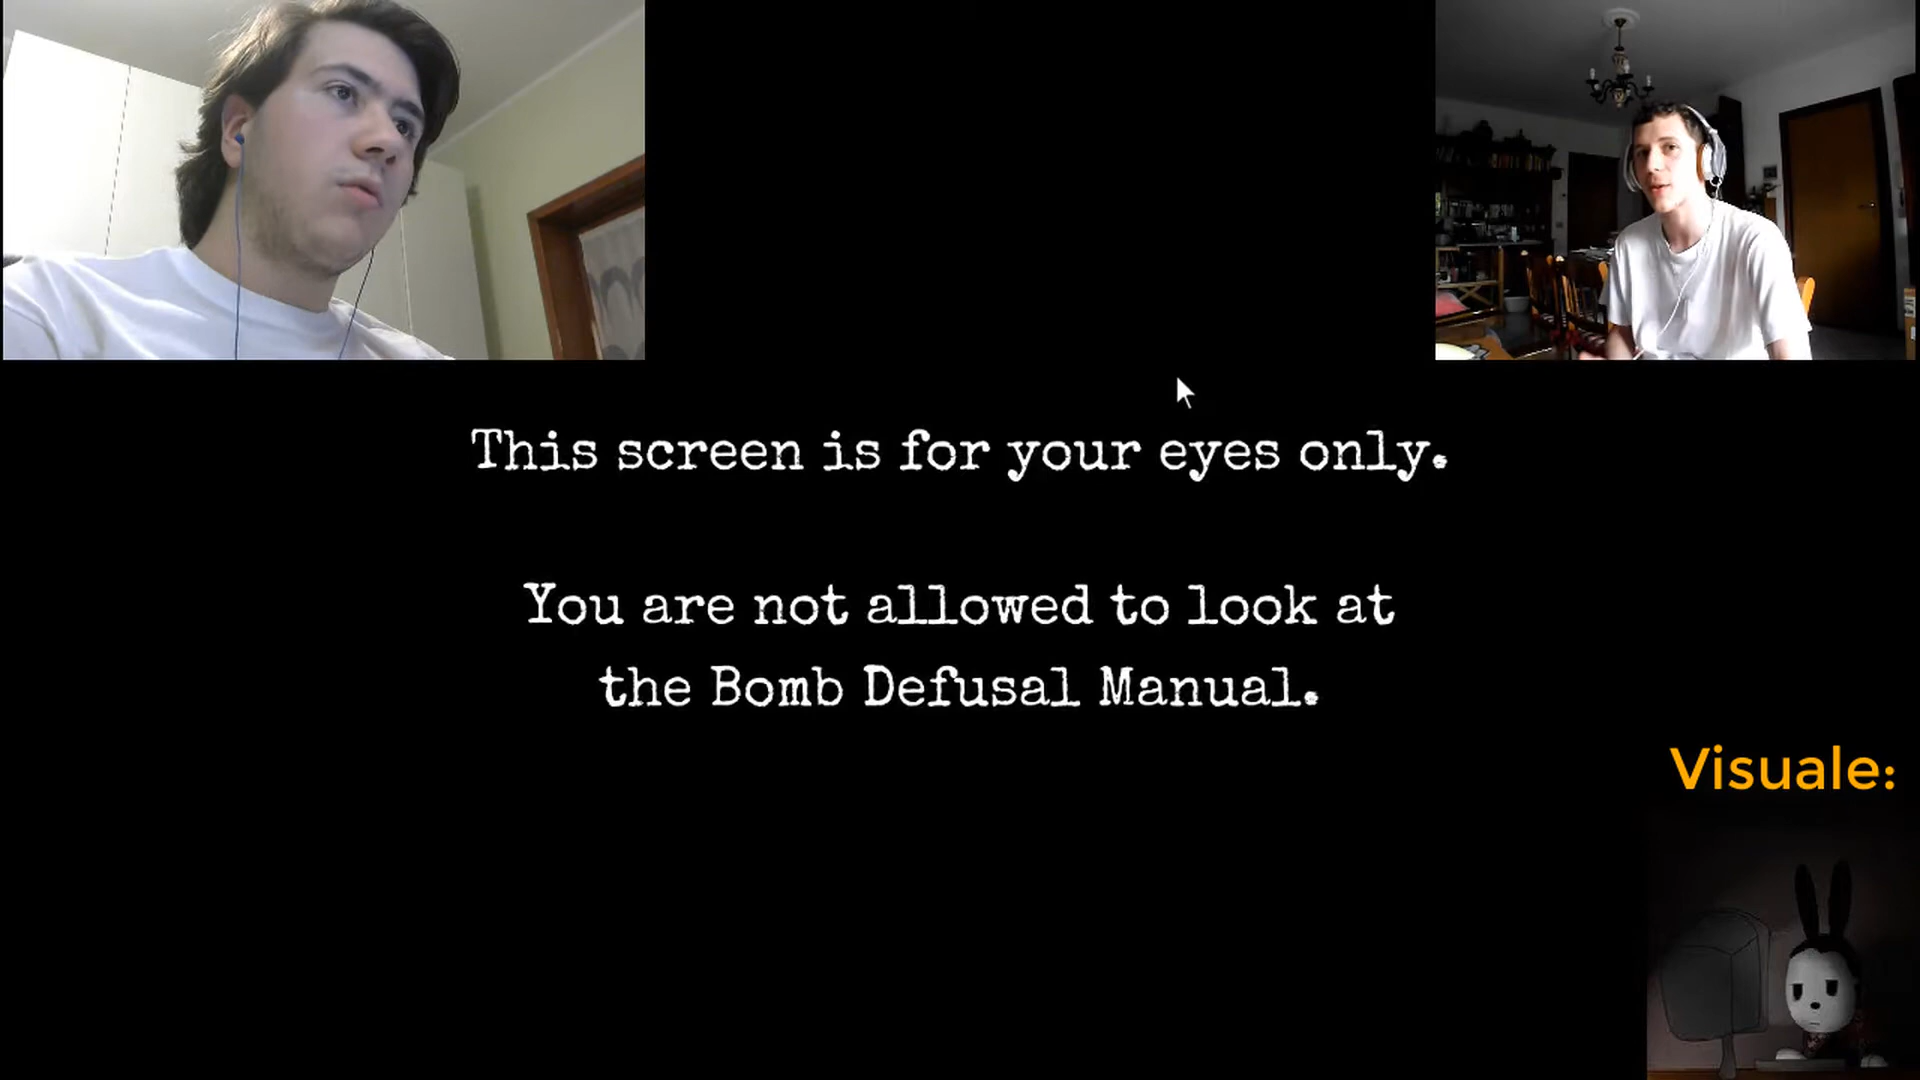 This screen is for your eyes only.
You are not allowed to look at
the Bomb Defusal Manual.
Visuale: